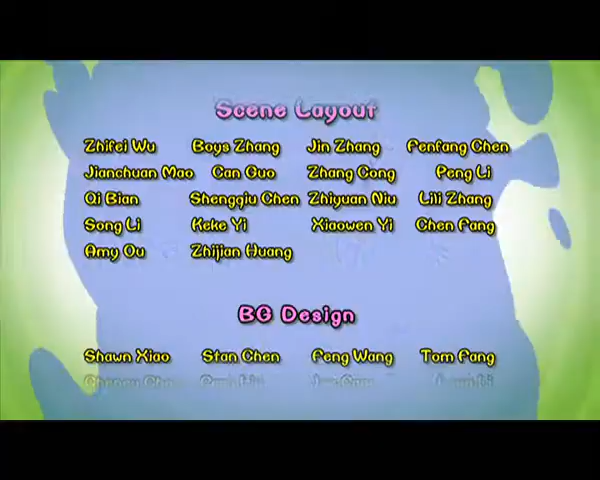 Scene Layout
Zhifei Wu Boys Zhang Jin Zhang Fenfang Chen
Jianchuan Mao Can Guo Zhang Cong Peng Li
Qi Bian Shengqiu Chen Zhiyuan Niu Lili Zhang
Song Li Keke Yi Xiaowen Yi Chen Fang
Amy Ou Zhijian Huang
BG Design
Shawn Xiao Stan Chen Feng Wang Tom Fang